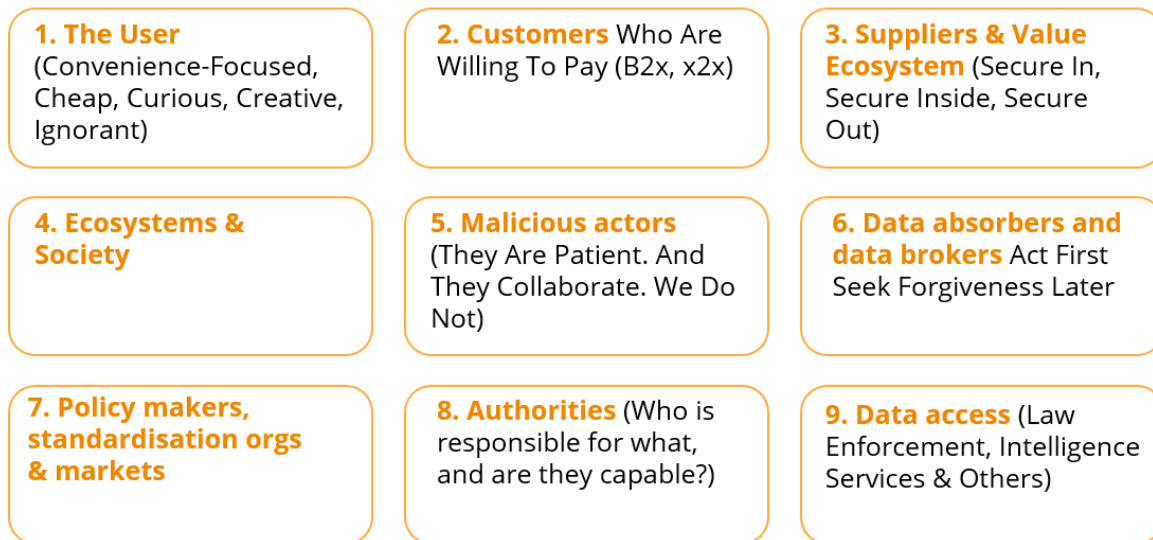 1. The User
(Convenience-Focused,
Cheap, Curious, Creative,
Ignorant)
2. Customers Who Are
Willing To Pay (B2x, x2x)
3. Suppliers & Value
Ecosystem (Secure In,
Secure Inside, Secure
Out)
4. Ecosystems &
Society
5. Malicious actors
(They Are Patient. And
They Collaborate. We Do
Not)
6. Data absorbers and
data brokers Act First
Seek Forgiveness Later
7. Policy makers,
standardisation orgs
& markets
8. Authorities (Who is
responsible for what,
and are they capable?)
9. Data access (Law
Enforcement, Intelligence
Services & Others)